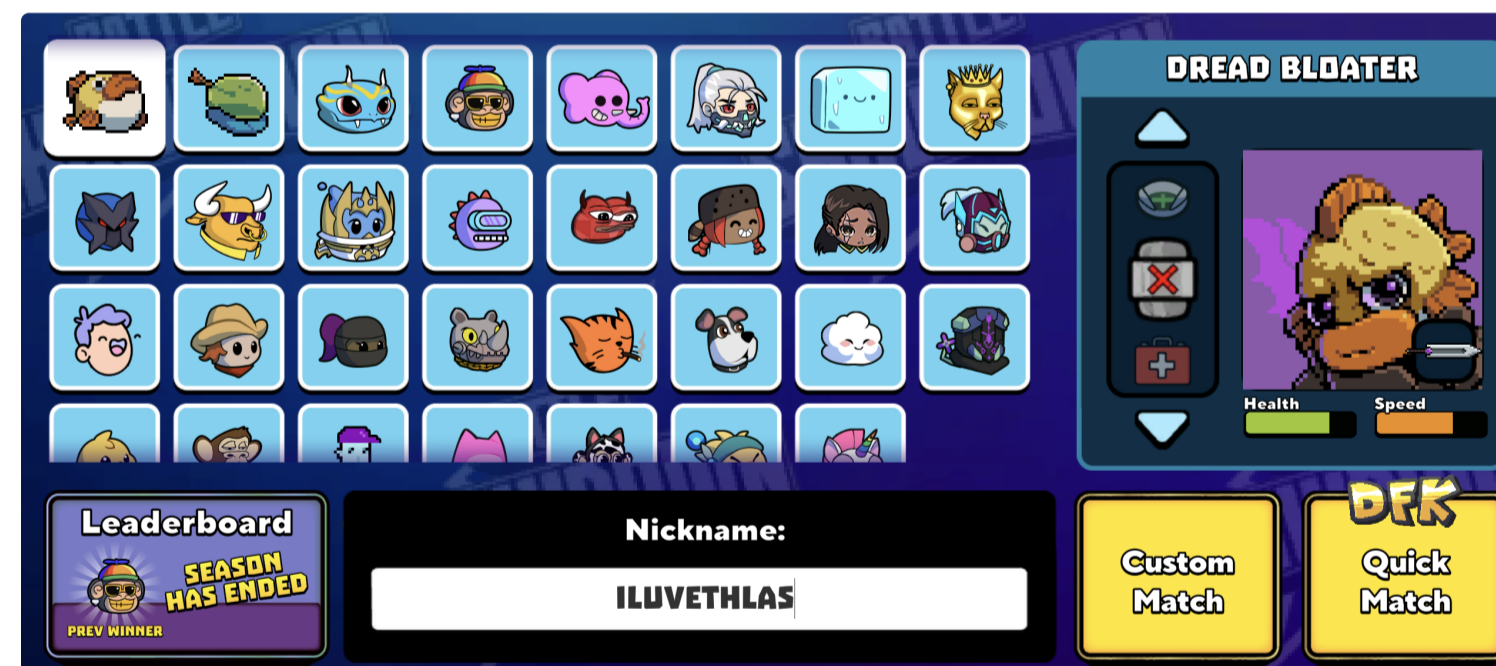 DREAD BLOATER
Health
Speed
Leaderboard
SEASON
HAS ENDED
PREV WINNER
Nickname:
ILUVETHLAS
Custom
Match
DFK
Quick
Match